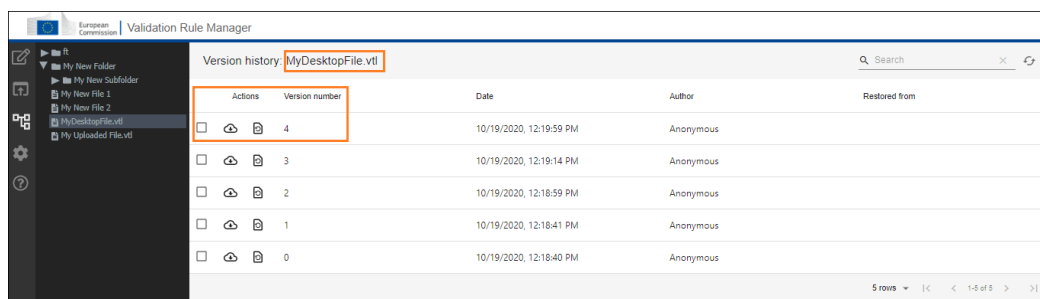 European
Commission
Validation Rule Manager
ft
My New Folder
My New Subfolder
My New File 1
My New File 2
MyDesktopFile.vtl
My Uploaded File.vtl
Version history: MyDesktopFile.vtl
Search
Actions Version number Date Author Restored from
4 10/19/2020, 12:19:59 PM Anonymous
3 10/19/2020, 12:19:14 PM Anonymous
2 10/19/2020, 12:18:59 PM Anonymous
1 10/19/2020, 12:18:41 PM Anonymous
0 10/19/2020, 12:18:40 PM Anonymous
5 rows 1-5 of 5